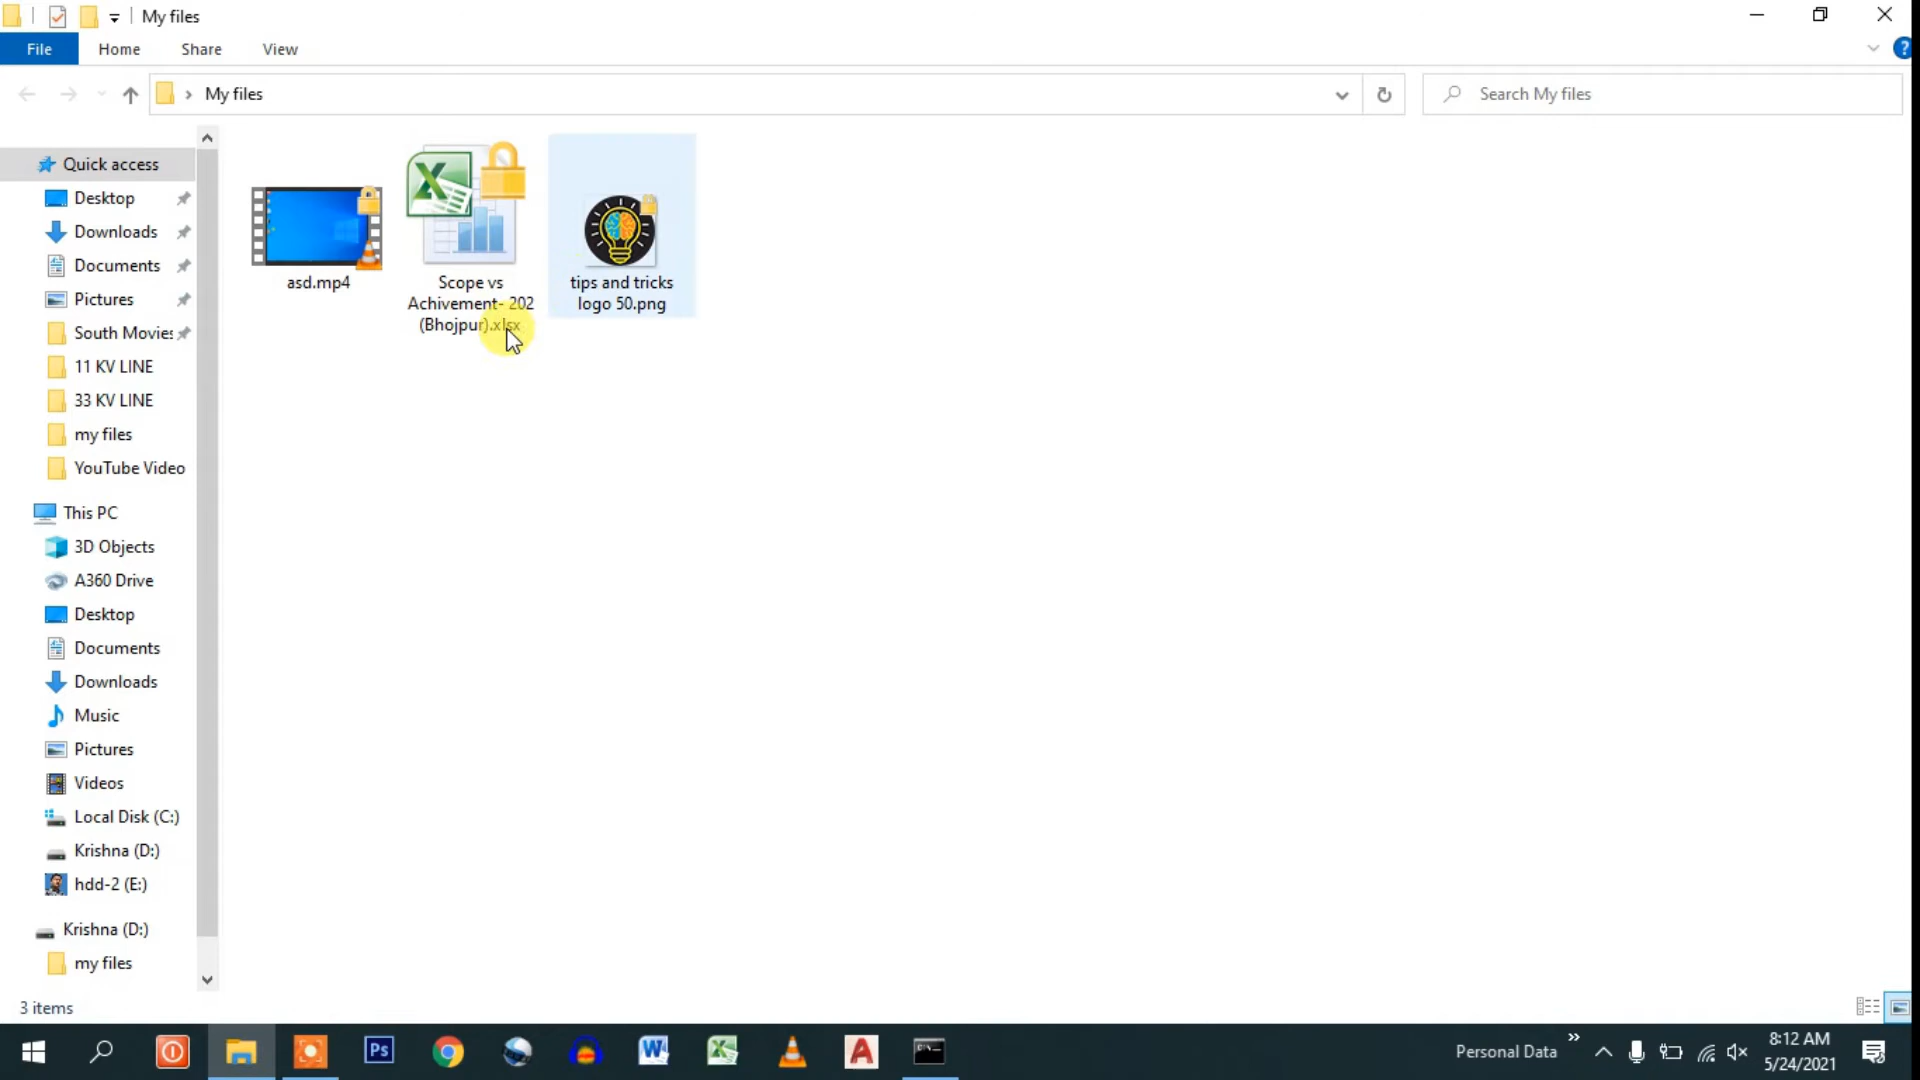 My files
File Home Share View
My files
Search My files
Quick access
Desktop
Downloads
Documents
Pictures
South Movies
11 KV LINE
33 KV LINE
my files
YouTube Video
This PC
3D Objects
A360 Drive
Desktop
Documents
Downloads
Music
Pictures
Videos
Local Disk (C:)
Krishna (D:)
hdd-2 (E:)
Krishna (D:)
my files
asd.mp4
Scope vs
Achivement- 202
(Bhojpur).xlsx
tips and tricks
logo 50.png
3 items
Ps
Personal Data
8:12 AM
5/24/2021